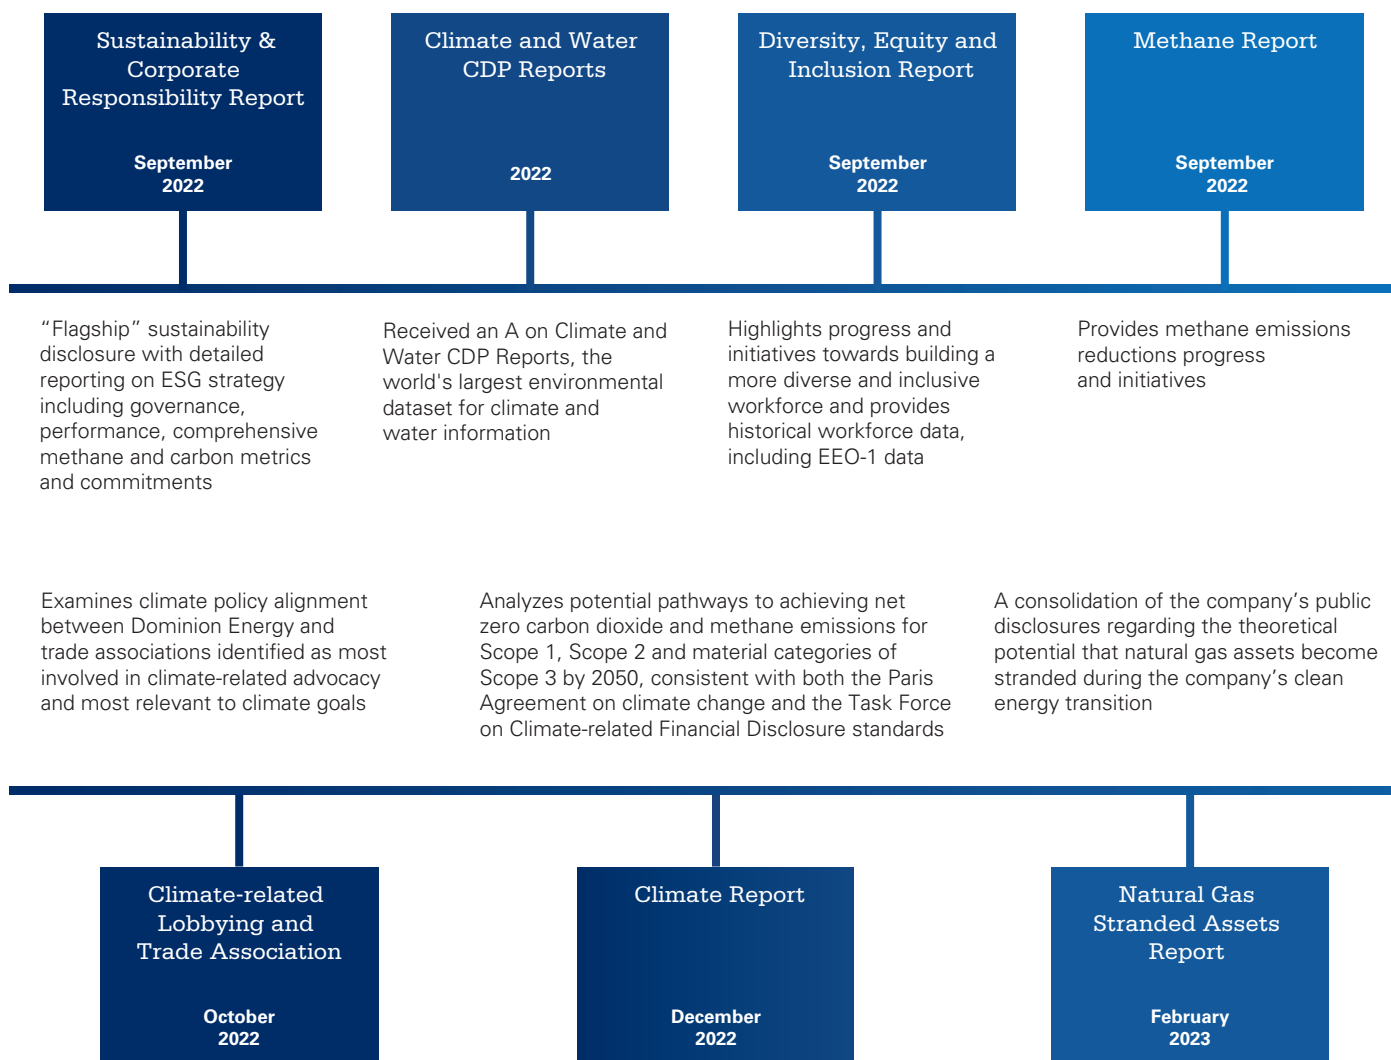 Sustainability &
Corporate
Responsibility Report
September
2022
Climate and Water
CDP Reports
2022
Diversity, Equity and
Inclusion Report
September
2022
Methane Report
September
2022
“Flagship” sustainability
disclosure with detailed
reporting on ESG strategy
including governance,
performance, comprehensive
methane and carbon metrics
and commitments
Received an A on Climate and
Water CDP Reports, the
world's largest environmental
dataset for climate and
water information
Highlights progress and
initiatives towards building a
more diverse and inclusive
workforce and provides
historical workforce data,
including EEO-1 data
Provides methane emissions
reductions progress
and initiatives
Examines climate policy alignment
between Dominion Energy and
trade associations identified as most
involved in climate-related advocacy
and most relevant to climate goals
Analyzes potential pathways to achieving net
zero carbon dioxide and methane emissions for
Scope 1, Scope 2 and material categories of
Scope 3 by 2050, consistent with both the Paris
Agreement on climate change and the Task Force
on Climate-related Financial Disclosure standards
A consolidation of the company’s public
disclosures regarding the theoretical
potential that natural gas assets become
stranded during the company’s clean
energy transition
Climate-related
Lobbying and
Trade Association
October
2022
Climate Report
December
2022
Natural Gas
Stranded Assets
Report
February
2023